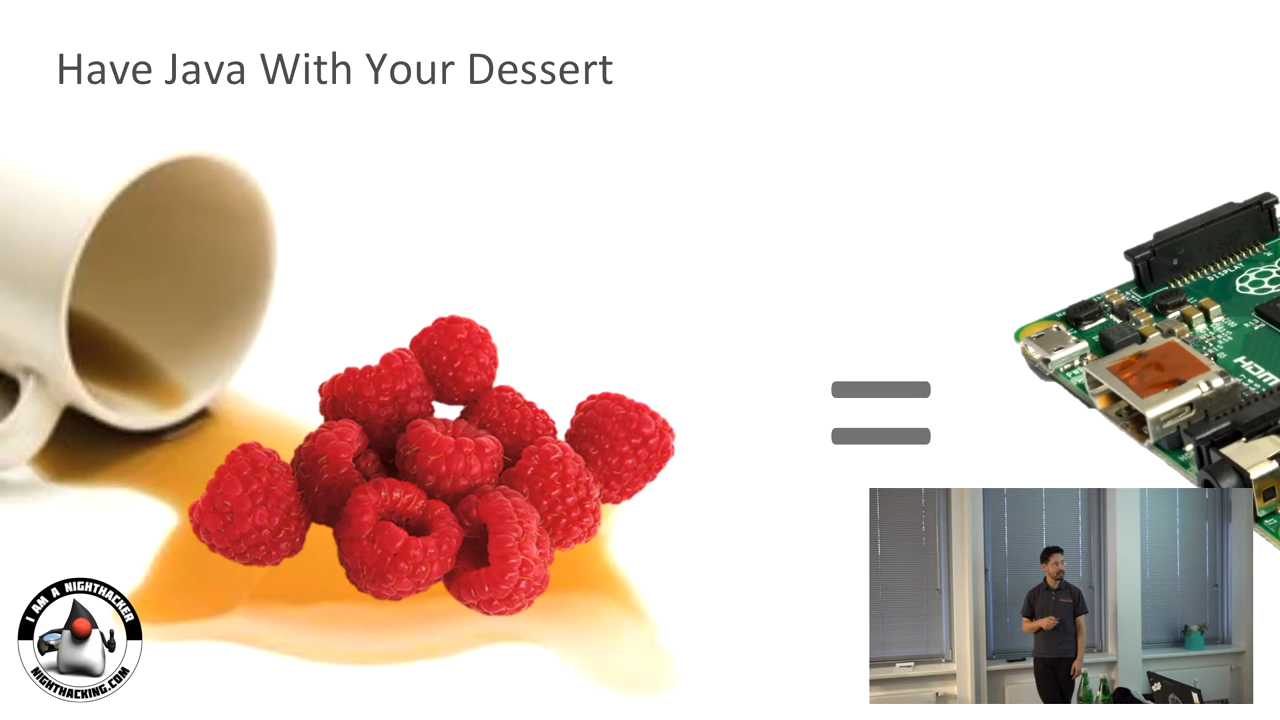 Have Java With Your Dessert
DISPLAY
HDMI
I AM A NIGHTHACKER
NIGHTHACKING.COM